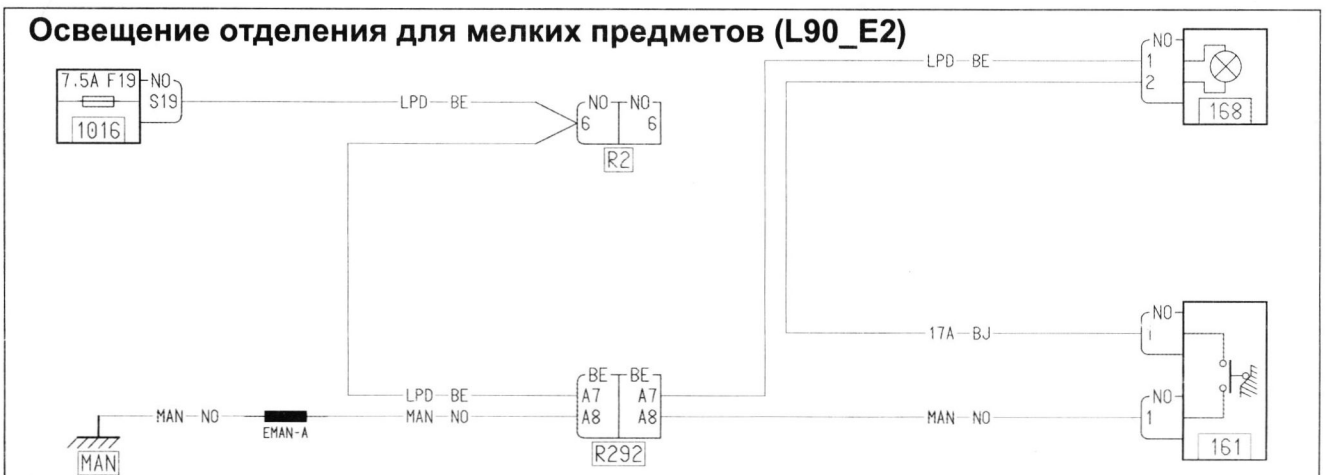 Освещение отделения для мелких предметов (L90_E2)
7.5A F19 NO
S19
1016
LPD BE
NO NO
6 6
R2
LPD BE
NO
1
2
168
17A BJ
NO
1
LPD BE
BE BE
A7 A7
A8 A8
R292
MAN NO
EMAN-A
MAN NO
MAN NO
NO
1
161
MAN